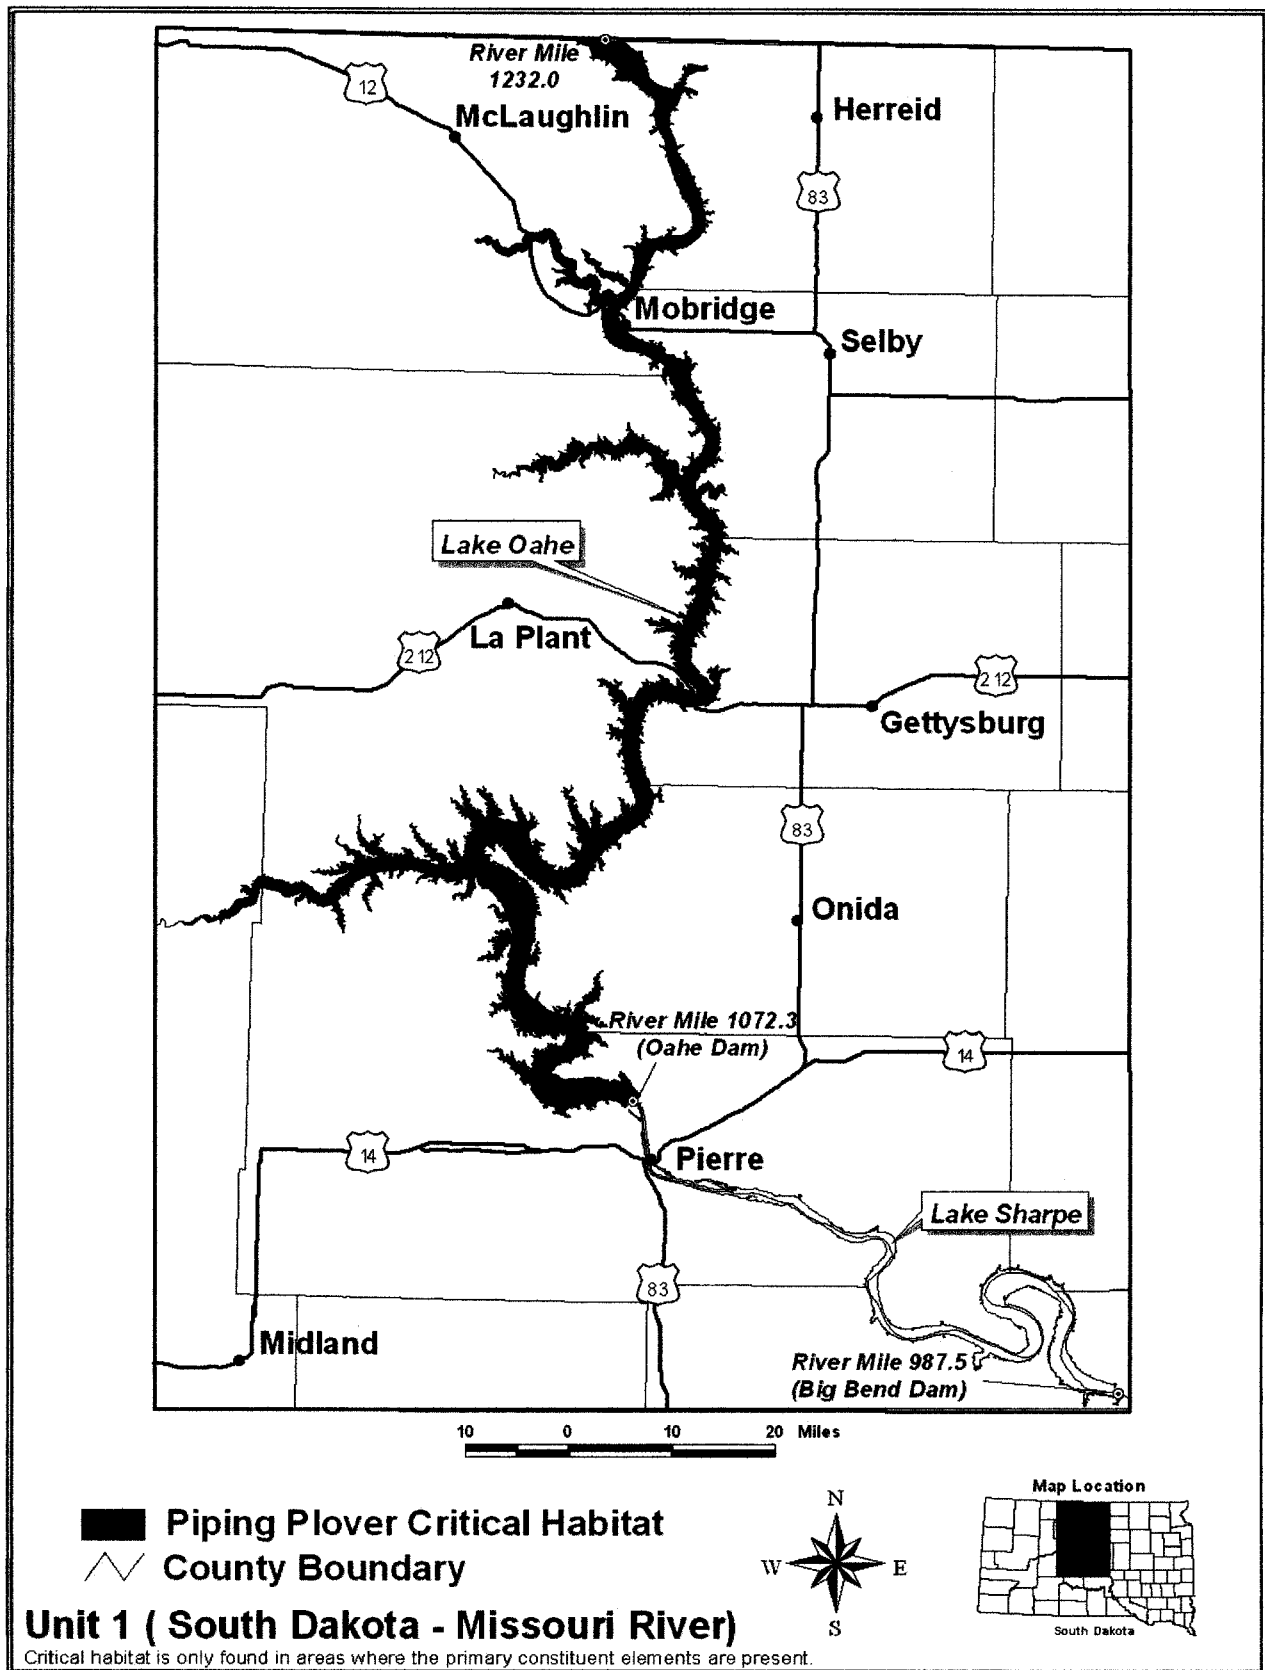 River Mile
1232.0
12
McLaughlin
Herreid
83
Mobridge
Selby
Lake Oahe
La Plant
212
212
Gettysburg
83
Onida
River Mile 1072.3
(Oahe Dam)
14
14
Pierre
Lake Sharpe
83
Midland
River Mile 987.5
(Big Bend Dam)
10 0 10 20 Miles
Map Location
N
W E
S
South Dakota
Piping Plover Critical Habitat
County Boundary
Unit 1 ( South Dakota - Missouri River)
Critical habitat is only found in areas where the primary constituent elements are present.